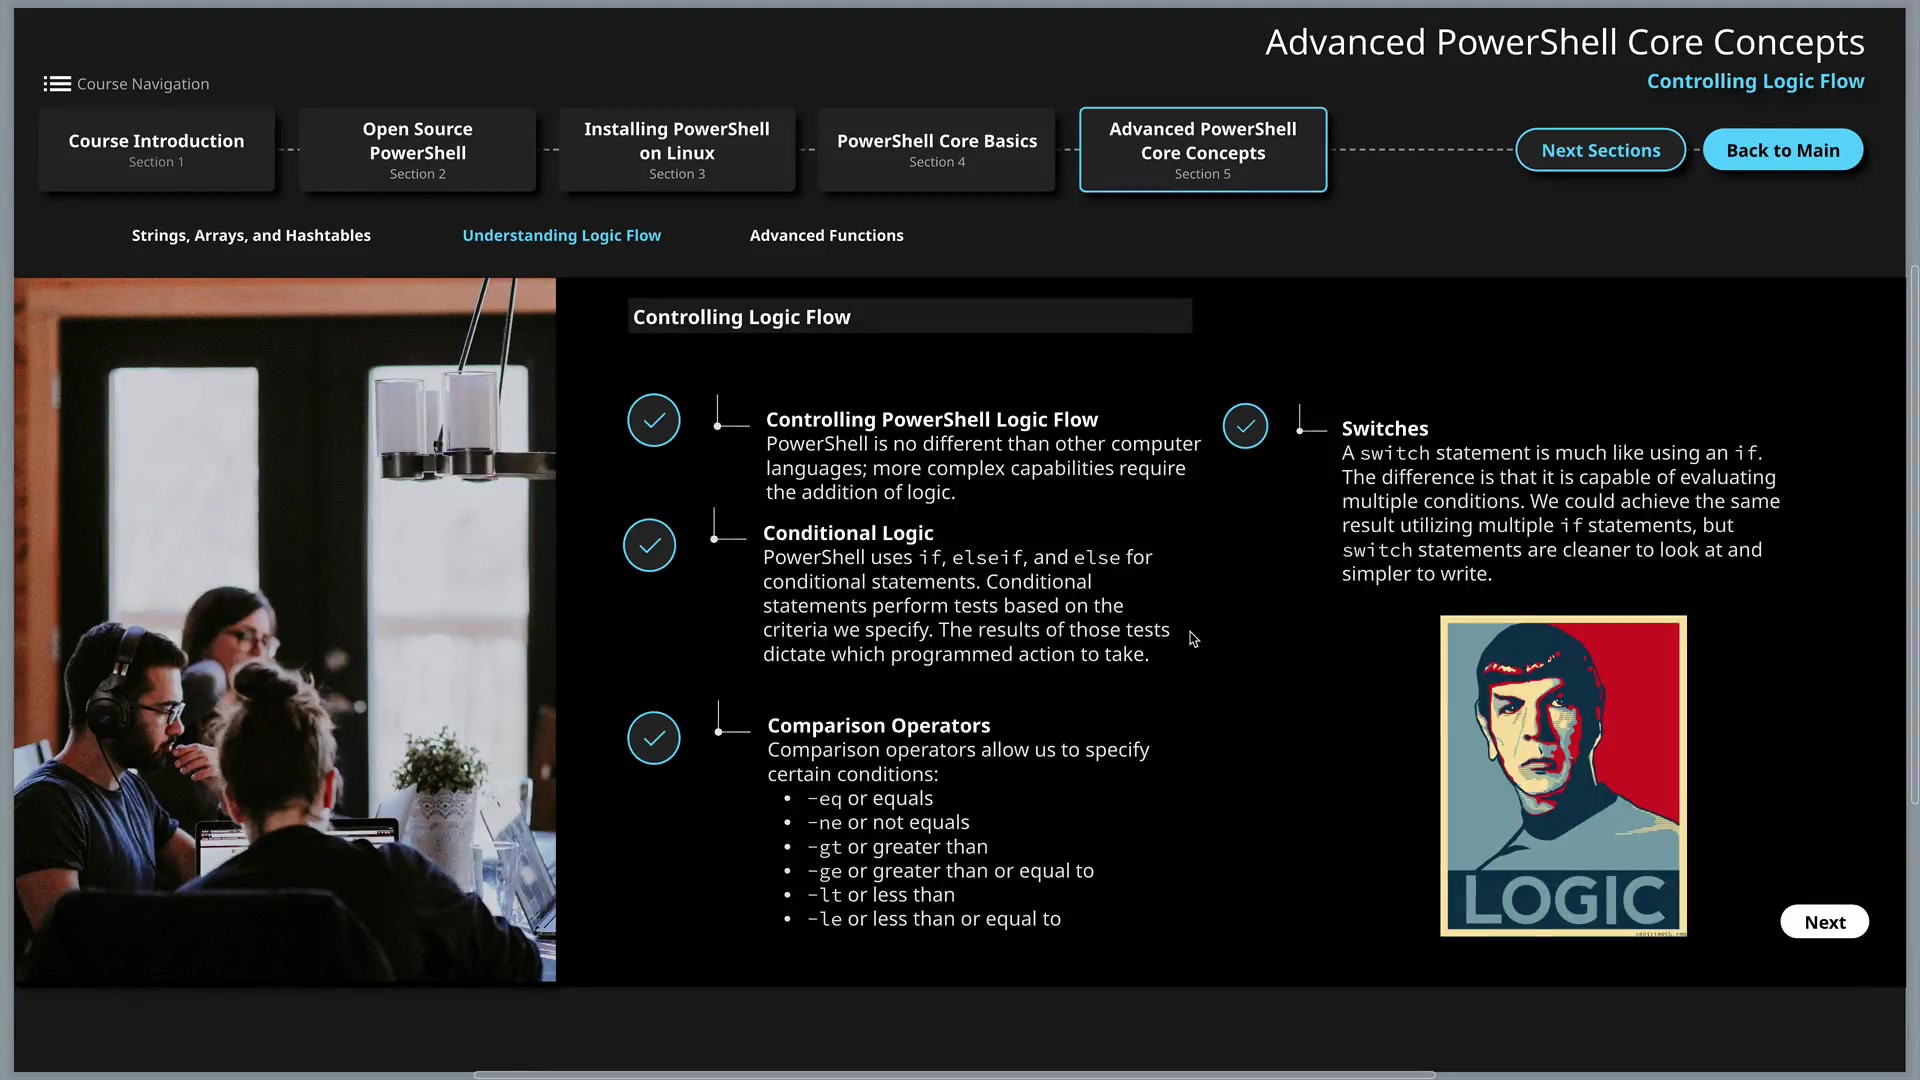 Advanced PowerShell Core Concepts
Controlling Logic Flow
Course Navigation
Course Introduction
Section 1
Open Source
PowerShell
Section 2
Installing PowerShell
on Linux
Section 3
PowerShell Core Basics
Section 4
Advanced PowerShell
Core Concepts
Section 5
Next Sections
Back to Main
Strings, Arrays, and Hashtables
Understanding Logic Flow
Advanced Functions
Controlling Logic Flow
Controlling PowerShell Logic Flow
PowerShell is no different than other computer
languages; more complex capabilities require
the addition of logic.
Conditional Logic
PowerShell uses if, elseif, and else for
conditional statements. Conditional
statements perform tests based on the
criteria we specify. The results of those tests
dictate which programmed action to take.
Comparison Operators
Comparison operators allow us to specify
certain conditions:
• -eq or equals
• -ne or not equals
• -gt or greater than
• -ge or greater than or equal to
• -lt or less than
• -le or less than or equal to
Switches
A switch statement is much like using an if.
The difference is that it is capable of evaluating
multiple conditions. We could achieve the same
result utilizing multiple if statements, but
switch statements are cleaner to look at and
simpler to write.
LOGIC
Next